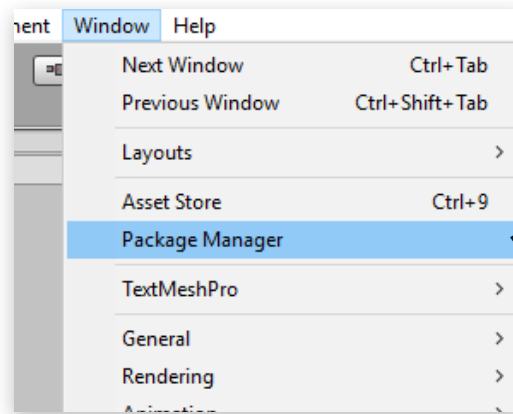 Window Help
Next Window Ctrl+Tab
Previous Window Ctrl+Shift+Tab
Layouts
Asset Store Ctrl+9
Package Manager
TextMeshPro
General
Rendering
Animation